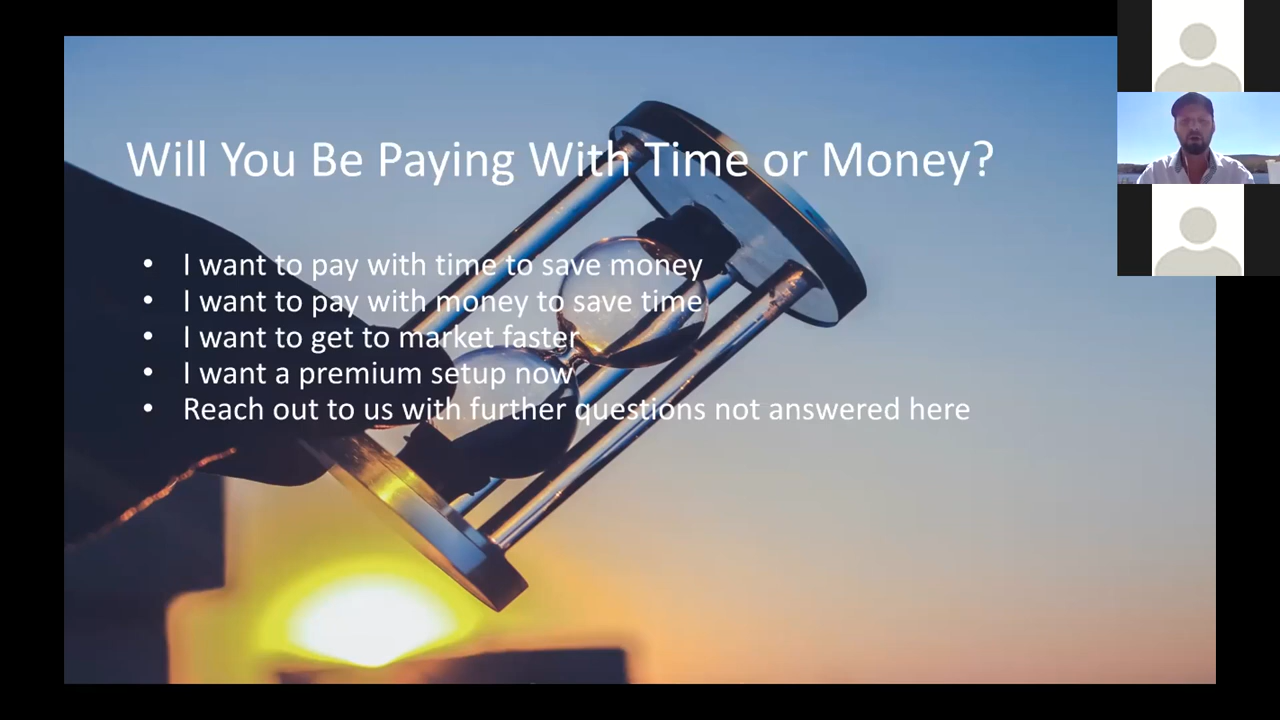 Will You Be Paying With Time or Money?
• I want to pay with time to save money
• I want to pay with money to save time
• I want to get to market faster
• I want a premium setup now
• Reach out to us with further questions not answered here